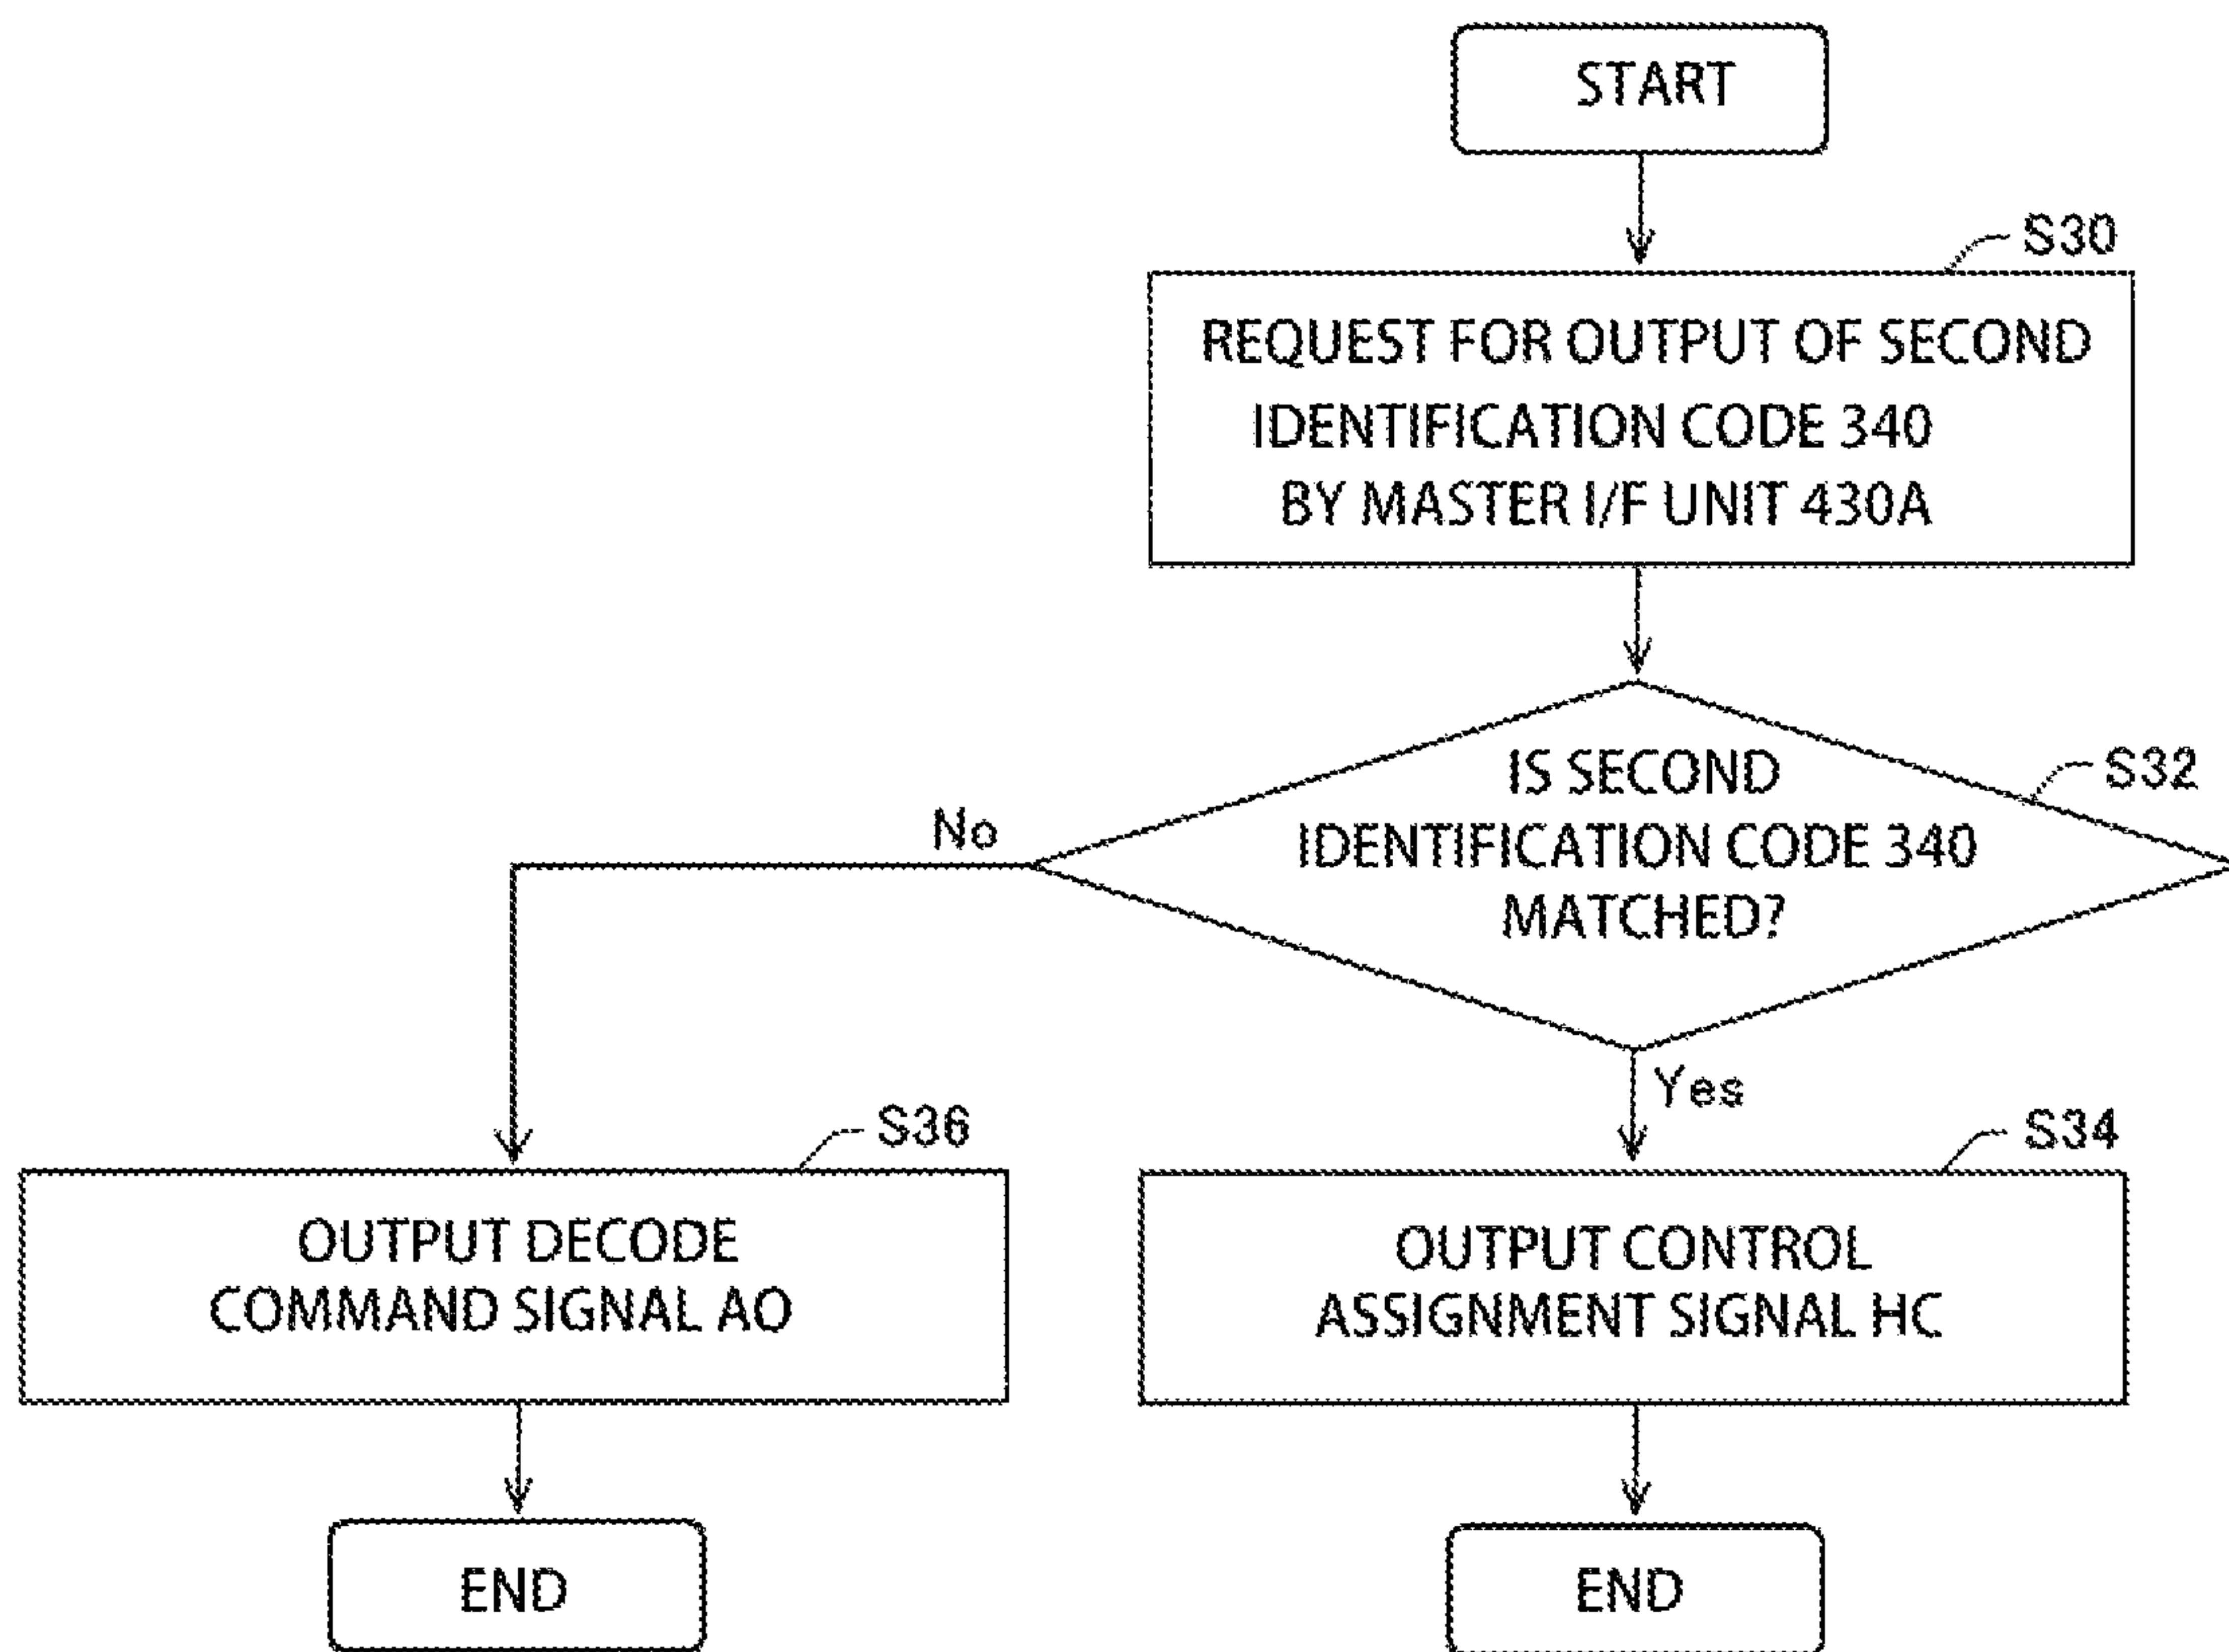 START
S30
REQUEST FOR OUTPUT OF SECOND
IDENTIFICATION CODE 340
BY MASTER I/F UNIT 430A
S32
IS SECOND
IDENTIFICATION CODE 340
MATCHED?
No
Yes
S36
OUTPUT DECODE
COMMAND SIGNAL AO
S34
OUTPUT CONTROL
ASSIGNMENT SIGNAL HC
END
END